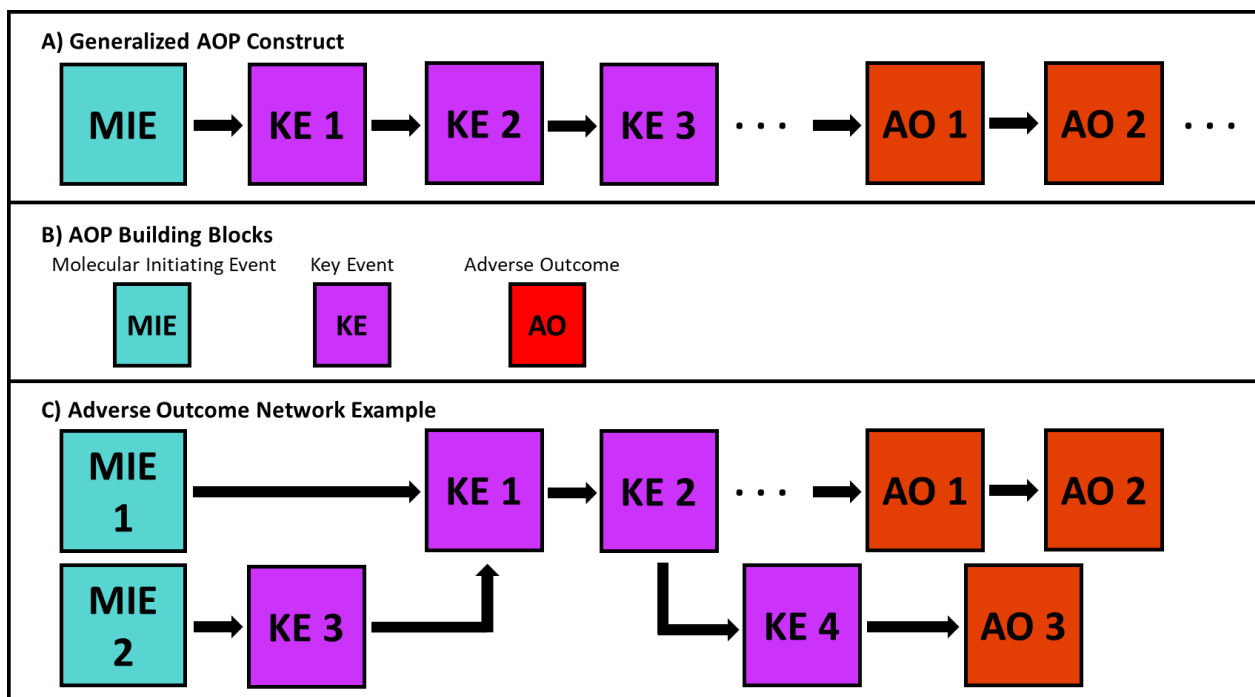 A) Generalized AOP Construct
MIE
KE 1
KE 2
KE 3
. . .
AO 1
AO 2
. . .
B) AOP Building Blocks
Molecular Initiating Event
Key Event
Adverse Outcome
MIE
KE
AO
C) Adverse Outcome Network Example
MIE
1
KE 1
KE 2
. . .
AO 1
AO 2
MIE
2
KE 3
KE 4
AO 3